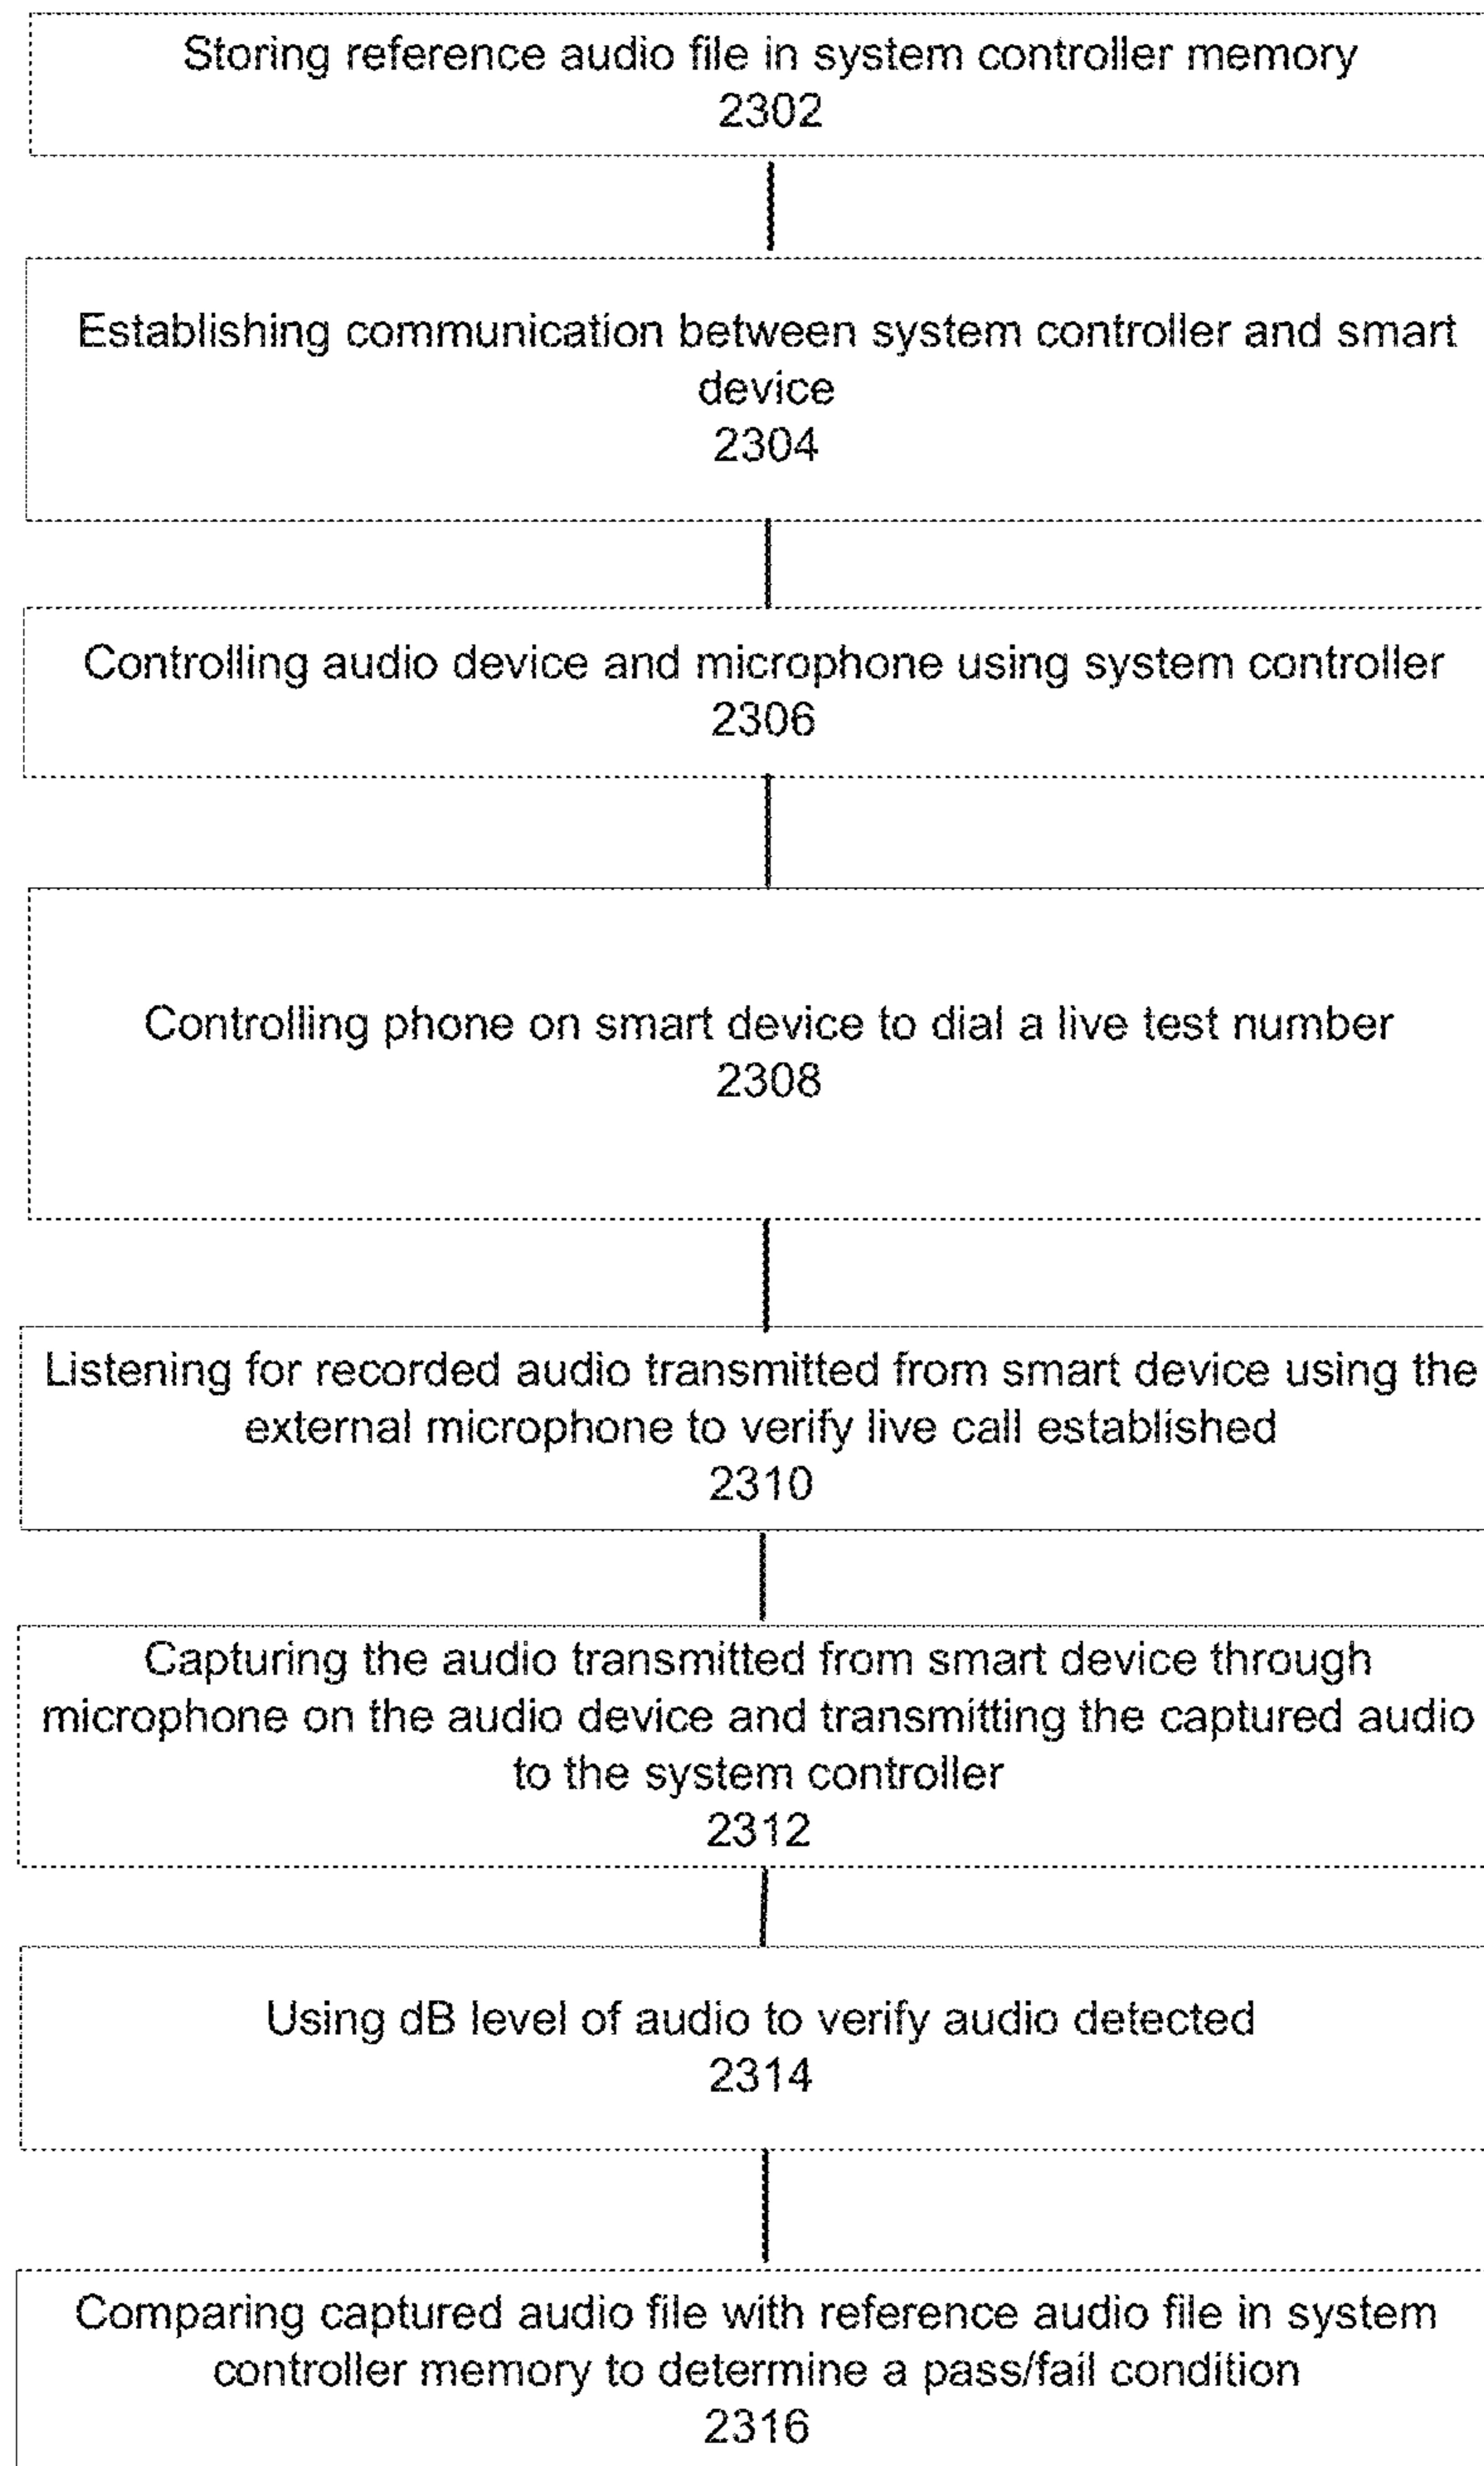 Storing reference audio file in system controller memory
2302
Establishing communication between system controller and smart
device
2304
Controlling audio device and microphone using system controller
2306
Controlling phone on smart device to dial a live test number
2308
Listening for recorded audio transmitted from smart device using the
external microphone to verify live call established
2310
Capturing the audio transmitted from smart device through
microphone on the audio device and transmitting the captured audio
to the system controller
2312
Using dB level of audio to verify audio detected
2314
Comparing captured audio file with reference audio file in system
controller memory to determine a pass/fail condition
2316